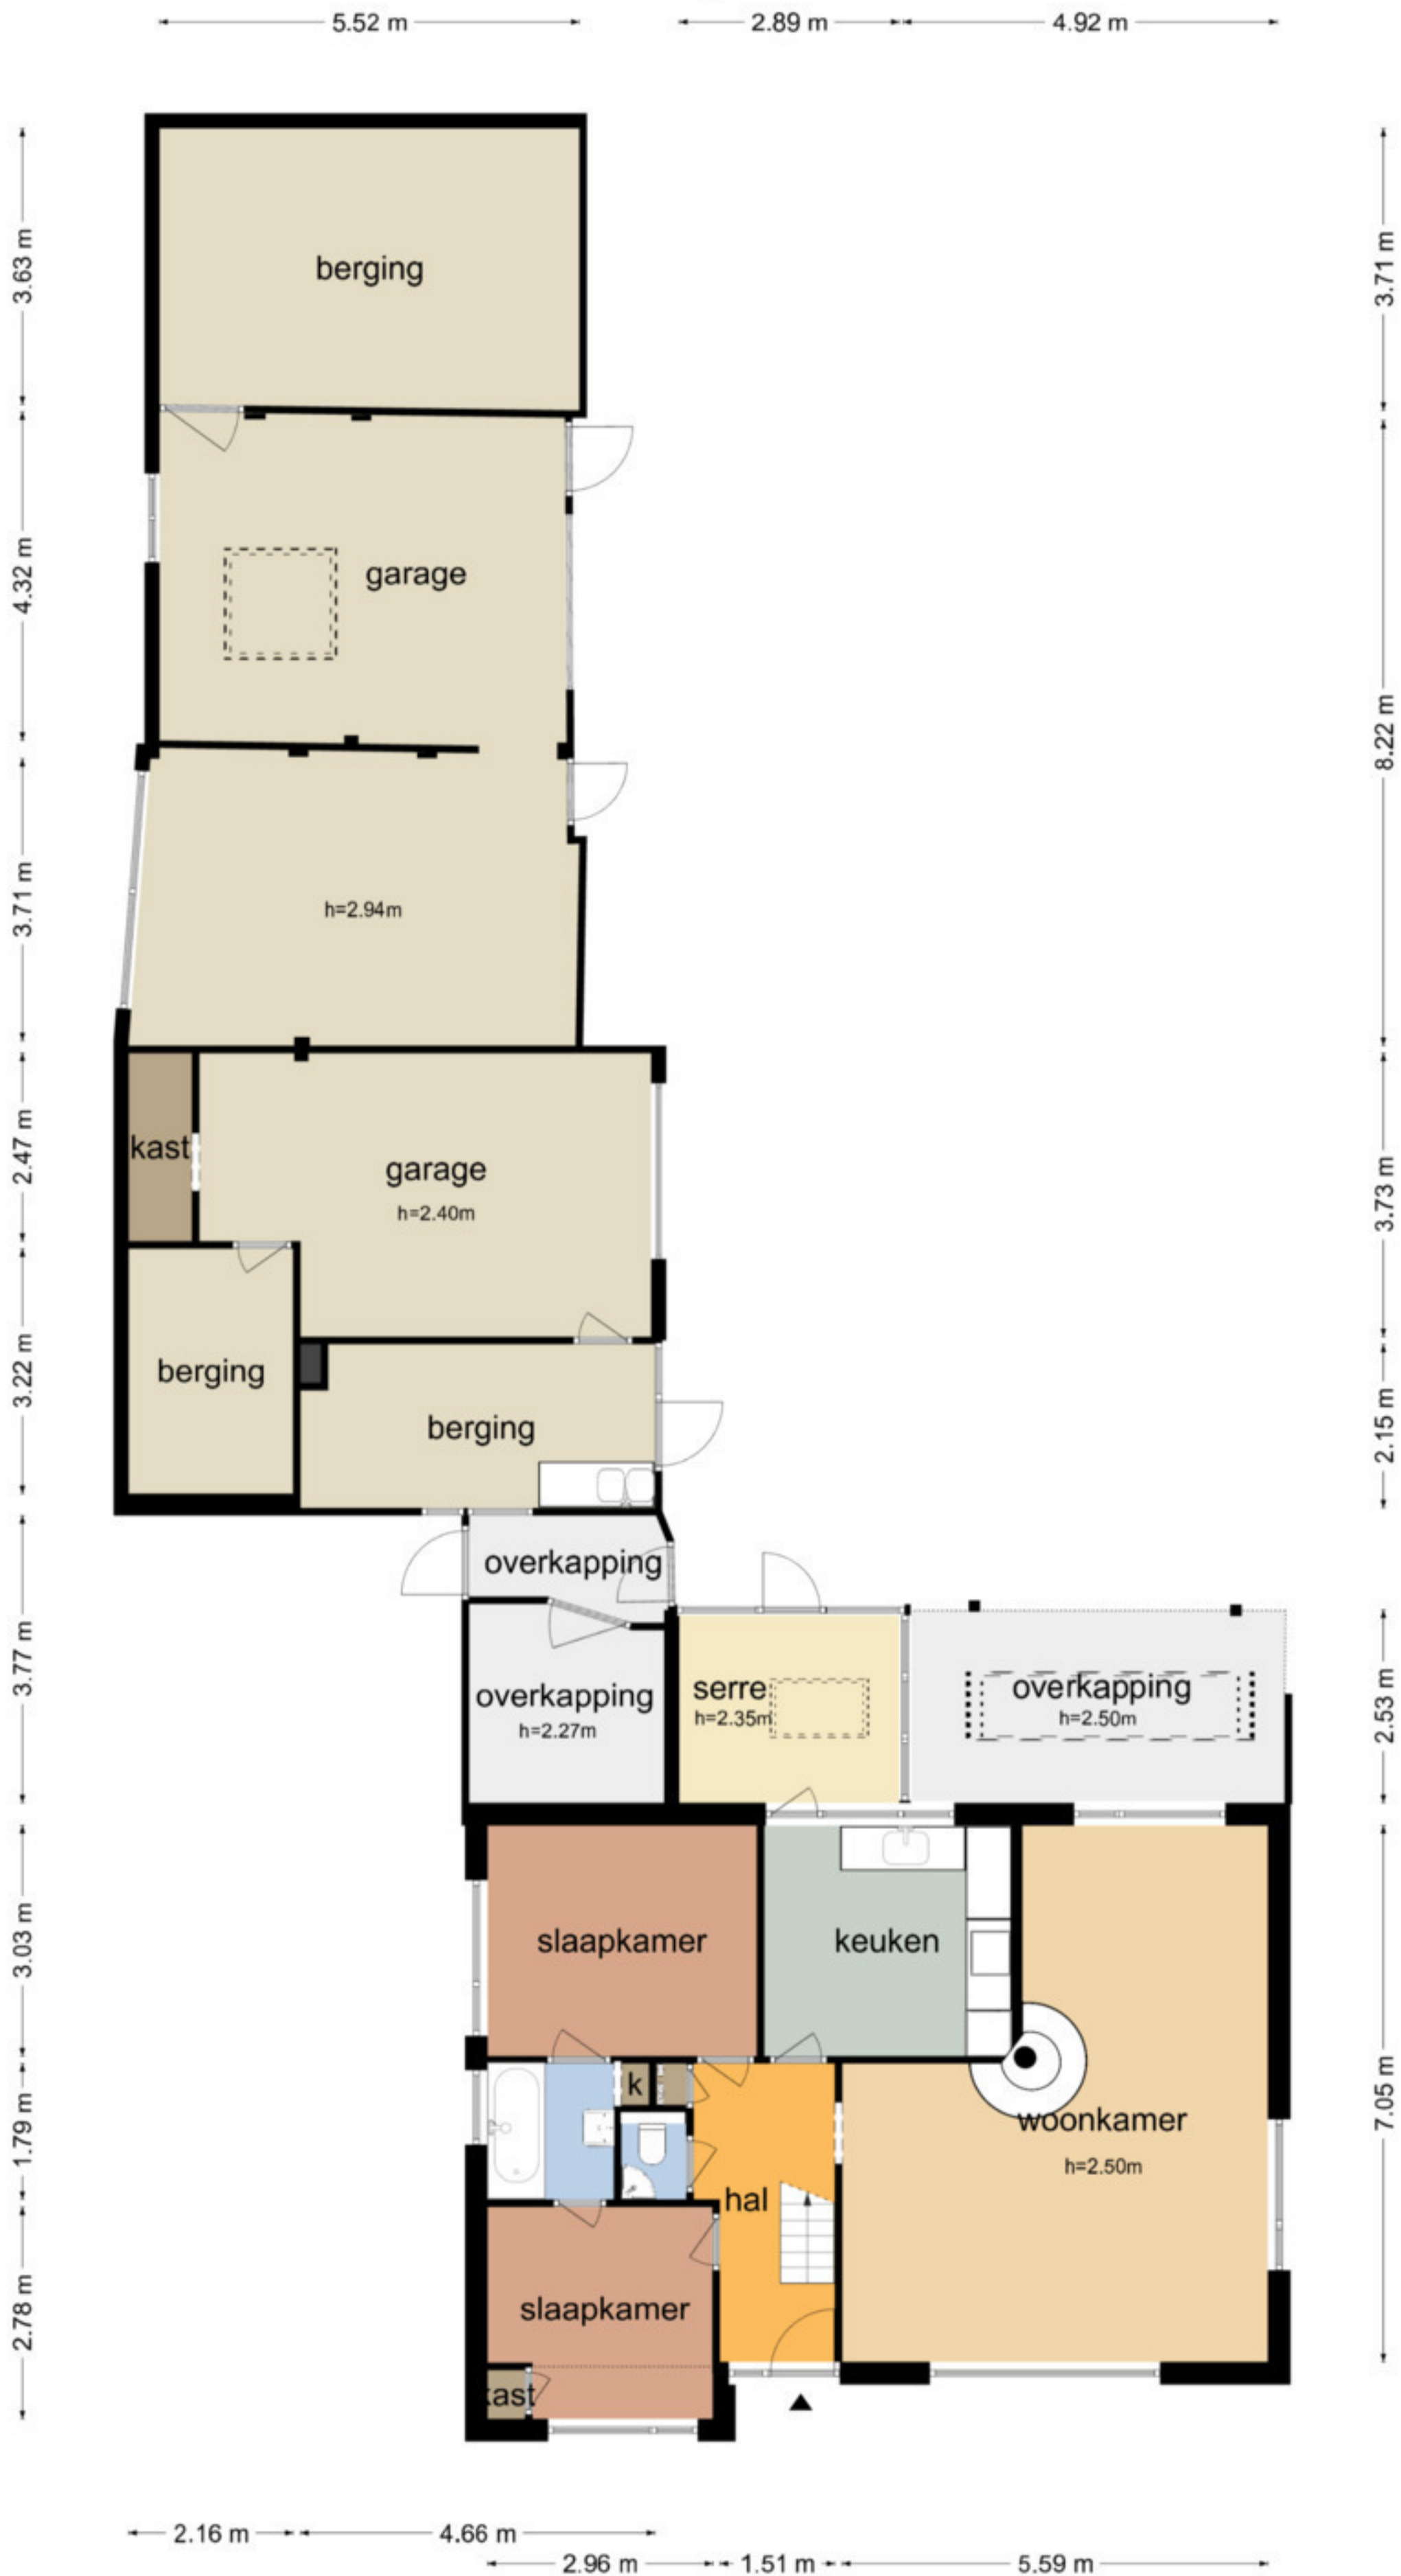 5.52 m
2.89 m
4.92 m
3.63 m
3.71 m
berging
4.32 m
garage
8.22 m
3.71 m
h=2.94m
2.47 m
kast
garage
h=2.40m
3.73 m
3.22 m
berging
berging
2.15 m
overkapping
3.77 m
overkapping
h=2.27m
serre
h=2.35m
overkapping
h=2.50m
2.53 m
3.03 m
slaapkamer
keuken
k
1.79 m
woonkamer
h=2.50m
7.05 m
hal
2.78 m
slaapkamer
kast
2.16 m
4.66 m
2.96 m
1.51 m
5.59 m